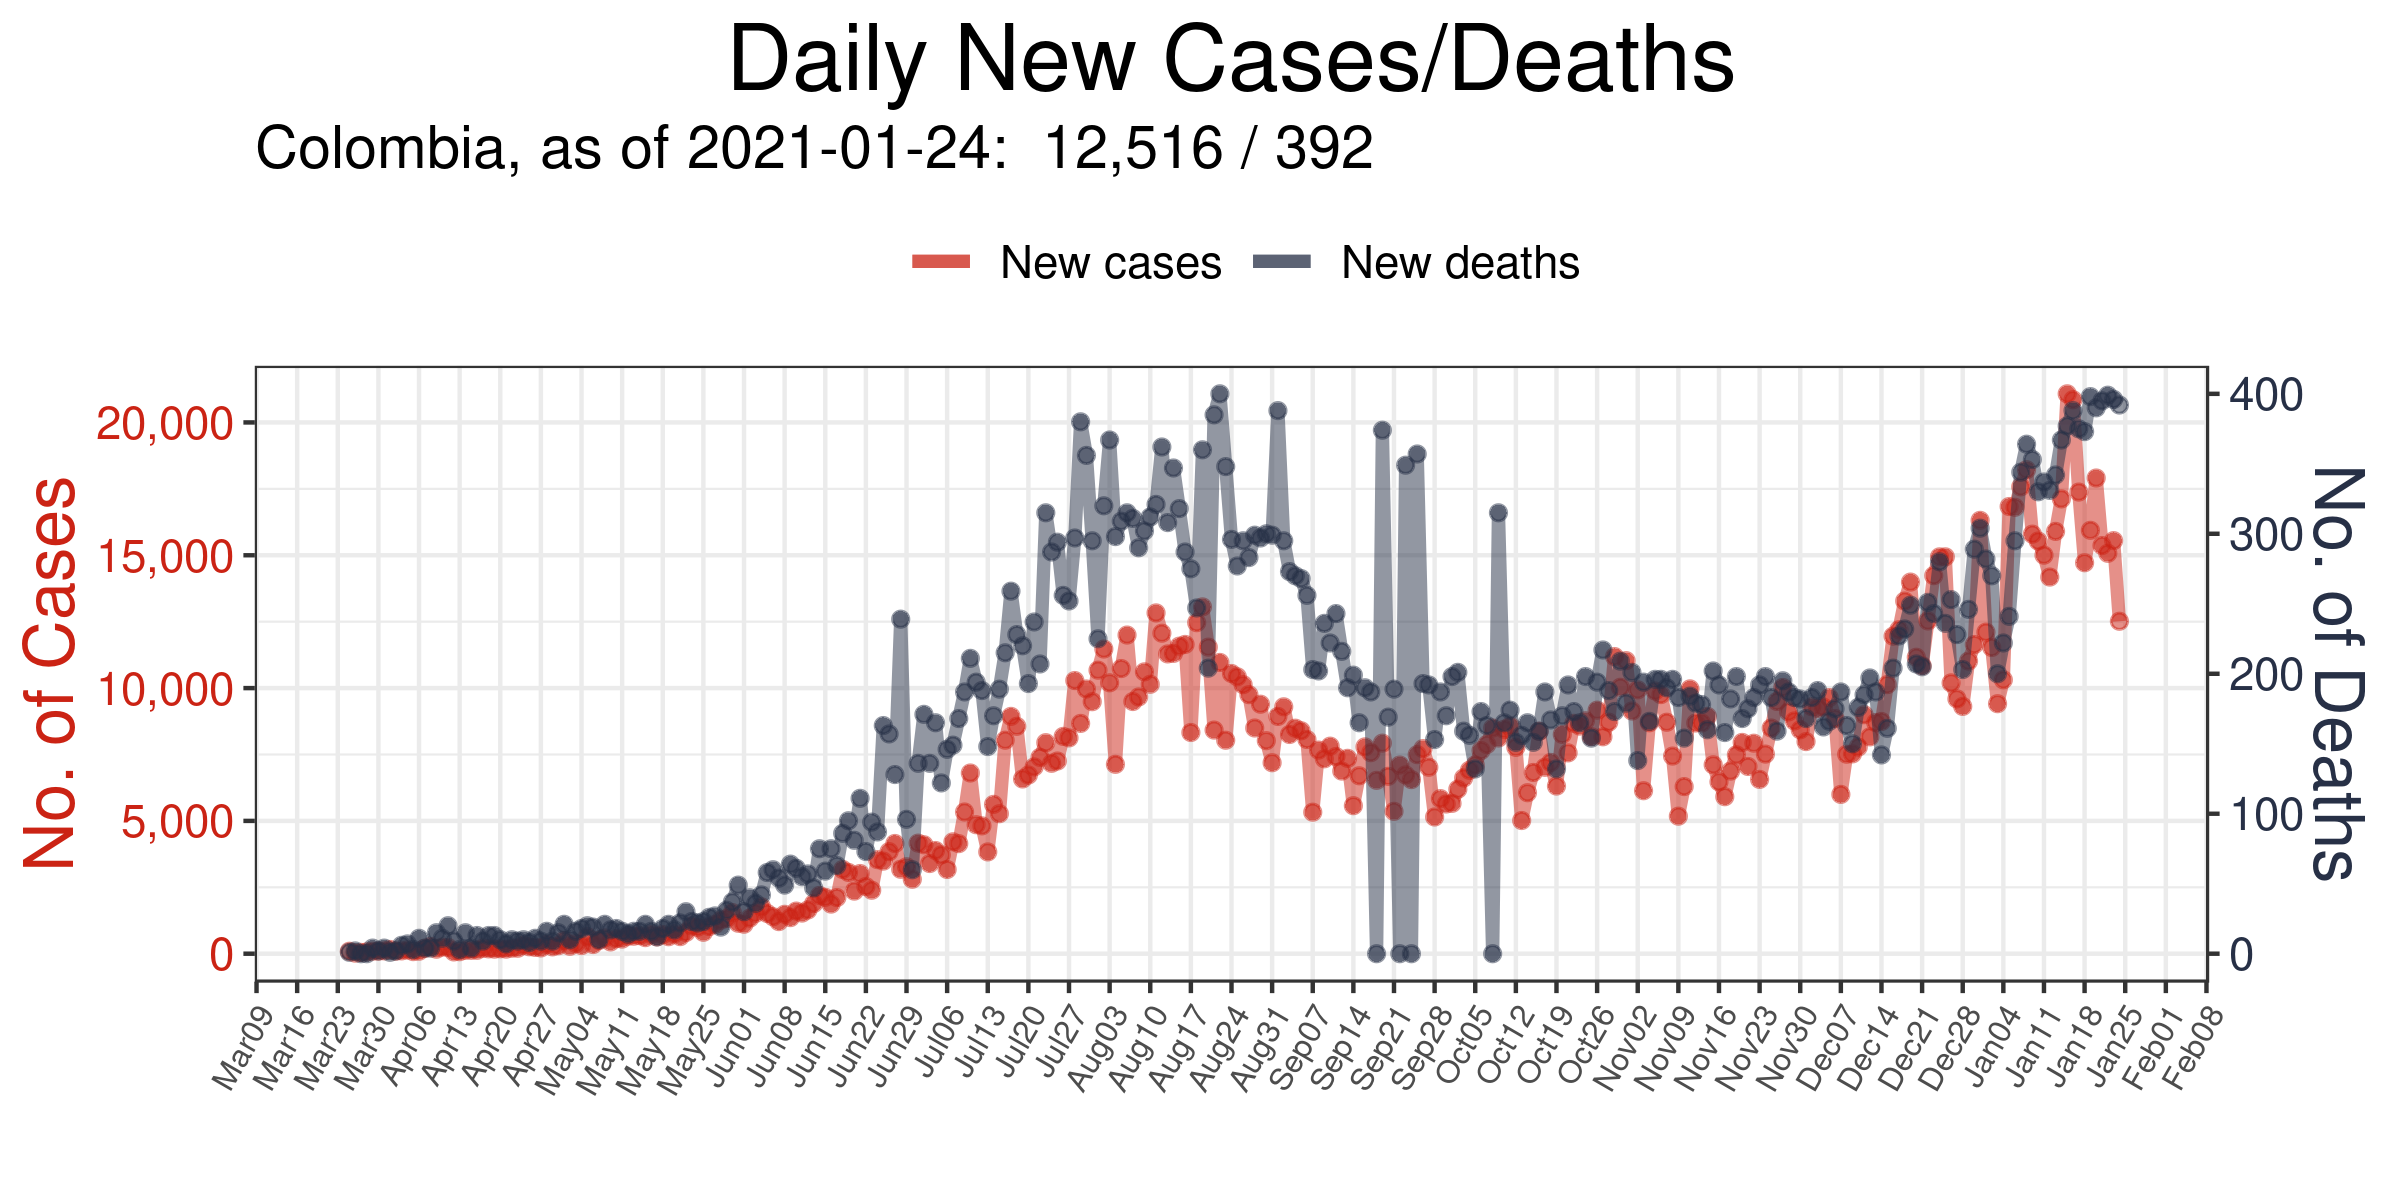 Daily New Cases/Deaths
Colombia, as of 2021-01-24:  12,516 / 392
New cases
New deaths
No. of Cases
20,000
15,000
10,000
5,000
0
400
300
200
100
0
No. of Deaths
Mar09
Mar16
Mar23
Mar30
Apr06
Apr13
Apr20
Apr27
May04
May11
May18
May25
Jun01
Jun08
Jun15
Jun22
Jun29
Jul06
Jul13
Jul20
Jul27
Aug03
Aug10
Aug17
Aug24
Aug31
Sep07
Sep14
Sep21
Sep28
Oct05
Oct12
Oct19
Oct26
Nov02
Nov09
Nov16
Nov23
Nov30
Dec07
Dec14
Dec21
Dec28
Jan04
Jan11
Jan18
Jan25
Feb01
Feb08